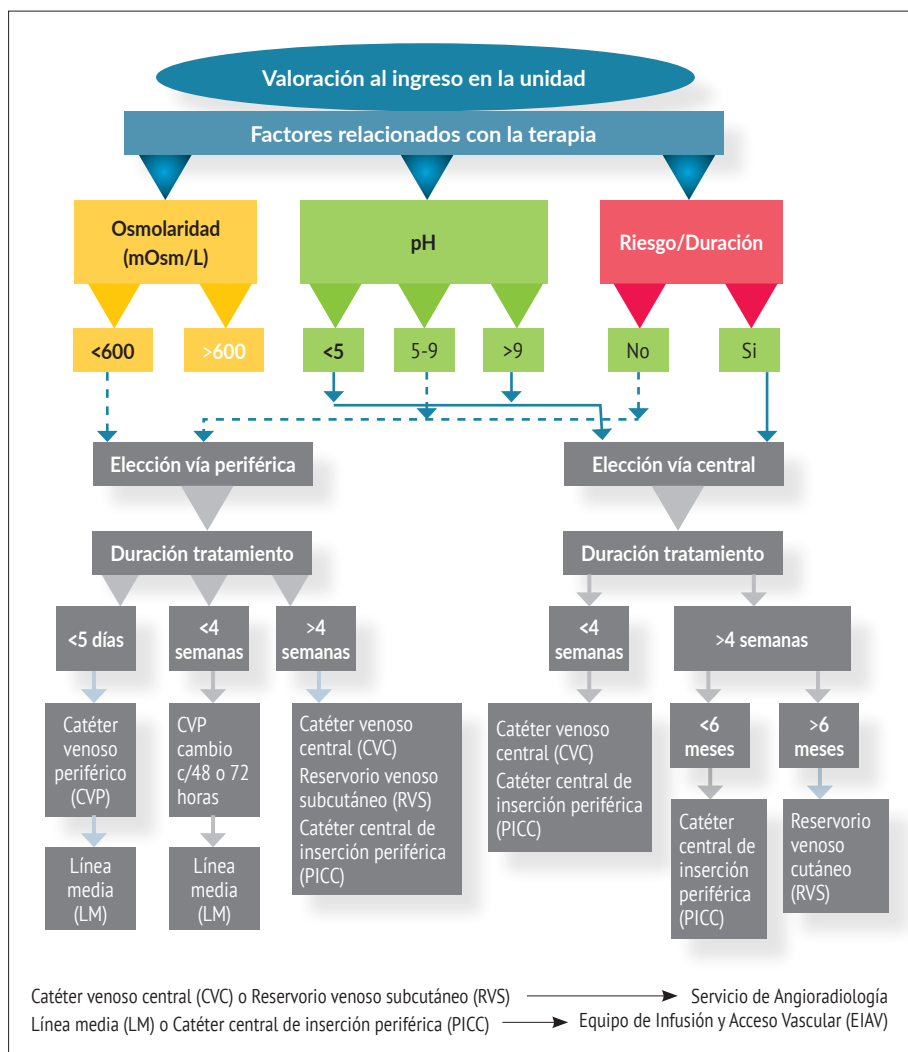 Valoración al ingreso en la unidad
Factores relacionados con la terapia
Osmolaridad
(mOsm/L)
pH
Riesgo/Duración
<600
>600
<5
5-9
>9
No
Si
Elección vía periférica
Elección vía central
Duración tratamiento
Duración tratamiento
<5 días
<4
semanas
>4
semanas
<4
semanas
>4 semanas
Catéter
venoso
periférico
(CVP)
CVP
cambio
c/48 o 72
horas
Catéter venoso
central (CVC)
Reservorio venoso
subcutáneo (RVS)
Catéter central de
inserción periférica
(PICC)
Catéter venoso
central (CVC)
Catéter central de
inserción periférica
(PICC)
<6
meses
>6
meses
Línea
media
(LM)
Línea
media
(LM)
Catéter
central de
inserción
periférica
(PICC)
Reservorio
venoso
cutáneo
(RVS)
Catéter venoso central (CVC) o Reservorio venoso subcutáneo (RVS) Servicio de Angioradiología
Línea media (LM) o Catéter central de inserción periférica (PICC) Equipo de Infusión y Acceso Vascular (EIAV)